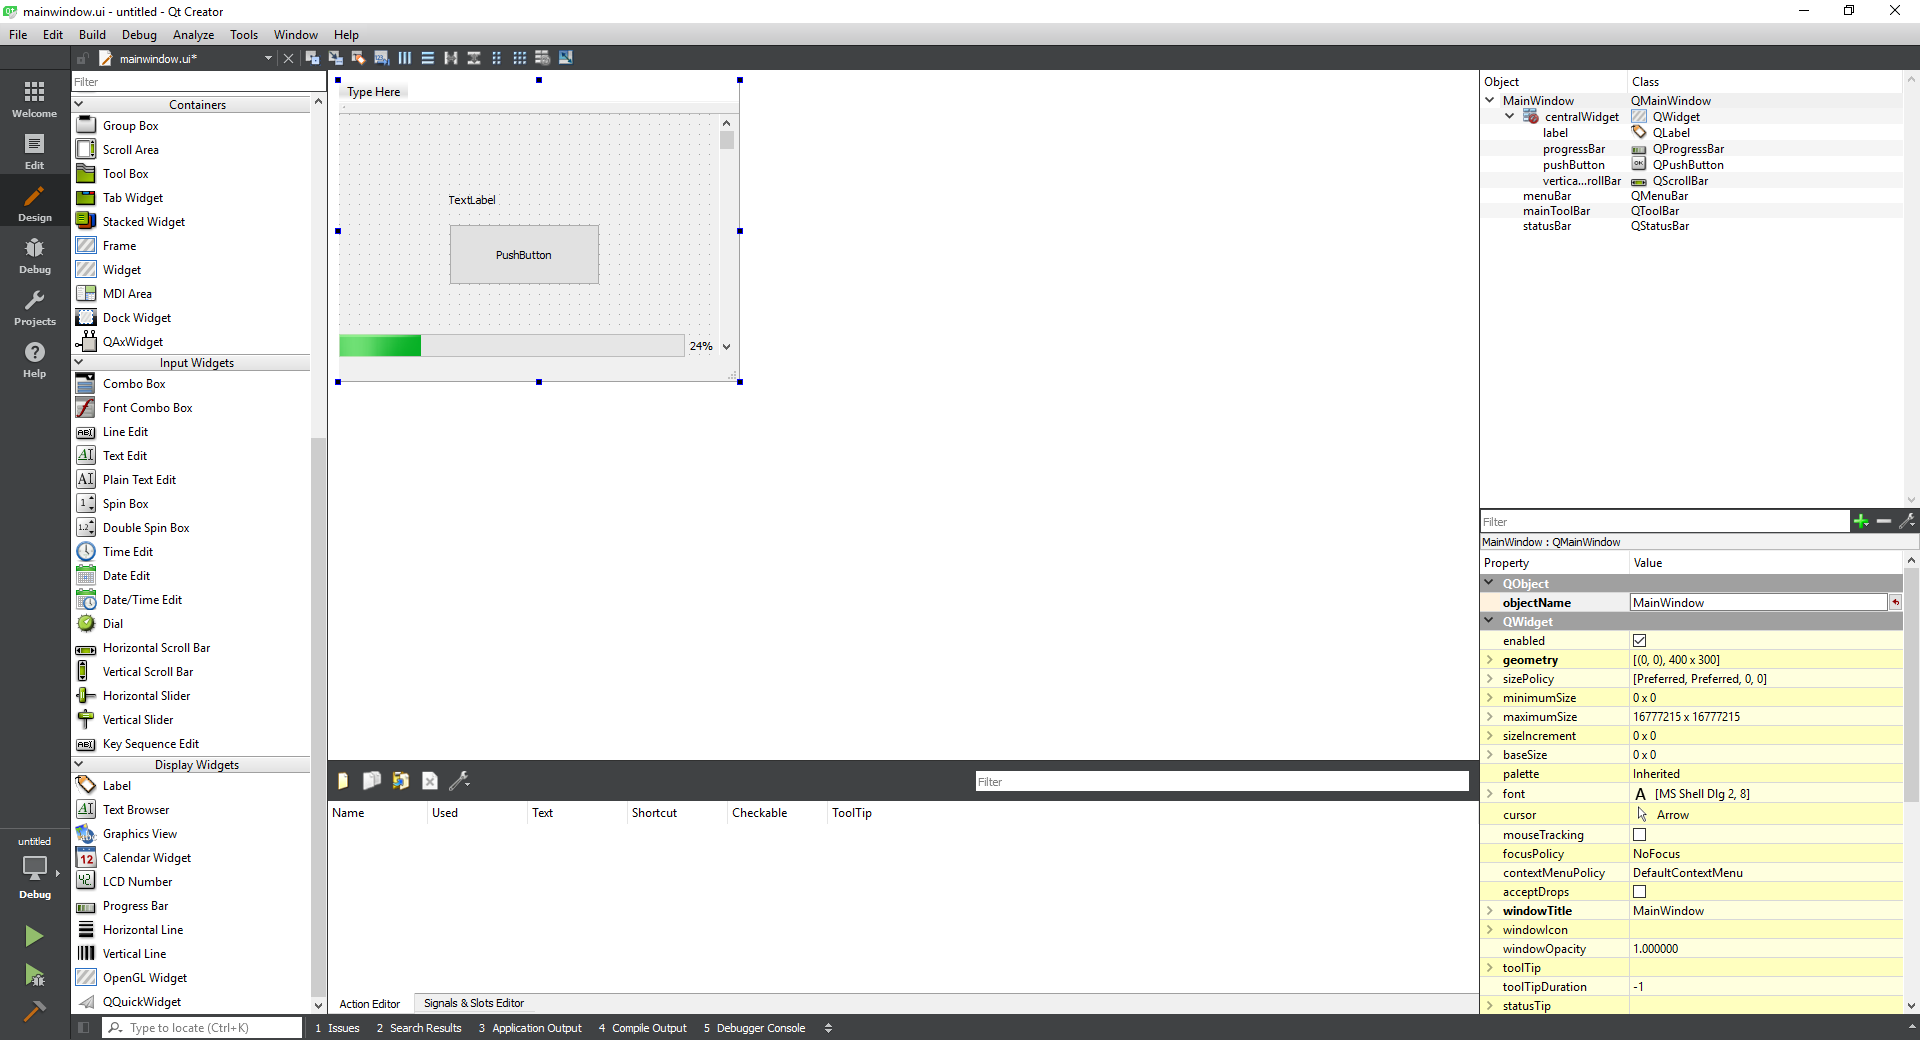 mainwindow.ui - untitled - Qt Creator
File Edit Build Debug Analyze Tools Window Help
mainwindow.ui*
Welcome
Edit
Design
Debug
Projects
Help
untitled
Debug
Filter
Containers
Group Box
Scroll Area
Tool Box
Tab Widget
Stacked Widget
Frame
Widget
MDI Area
Dock Widget
QAxWidget
Input Widgets
Combo Box
Font Combo Box
Line Edit
Text Edit
Plain Text Edit
Spin Box
Double Spin Box
Time Edit
Date Edit
Date/Time Edit
Dial
Horizontal Scroll Bar
Vertical Scroll Bar
Horizontal Slider
Vertical Slider
Key Sequence Edit
Display Widgets
Label
Text Browser
Graphics View
Calendar Widget
LCD Number
Progress Bar
Horizontal Line
Vertical Line
OpenGL Widget
QQuickWidget
Type Here
TextLabel
PushButton
24%
Filter
Name Used Text Shortcut Checkable ToolTip
Action Editor Signals & Slots Editor
Object Class
MainWindow QMainWindow
centralWidget QWidget
label QLabel
progressBar QProgressBar
pushButton QPushButton
vertica...rollBar QScrollBar
menuBar QMenuBar
mainToolBar QToolBar
statusBar QStatusBar
Filter
MainWindow : QMainWindow
Property Value
QObject
objectName MainWindow
QWidget
enabled
geometry [(0, 0), 400 x 300]
sizePolicy [Preferred, Preferred, 0, 0]
minimumSize 0 x 0
maximumSize 16777215 x 16777215
sizeIncrement 0 x 0
baseSize 0 x 0
palette Inherited
font A [MS Shell Dlg 2, 8]
cursor Arrow
mouseTracking
focusPolicy NoFocus
contextMenuPolicy DefaultContextMenu
acceptDrops
windowTitle MainWindow
windowIcon
windowOpacity 1.000000
toolTip
toolTipDuration -1
statusTip
Type to locate (Ctrl+K) 1 Issues 2 Search Results 3 Application Output 4 Compile Output 5 Debugger Console